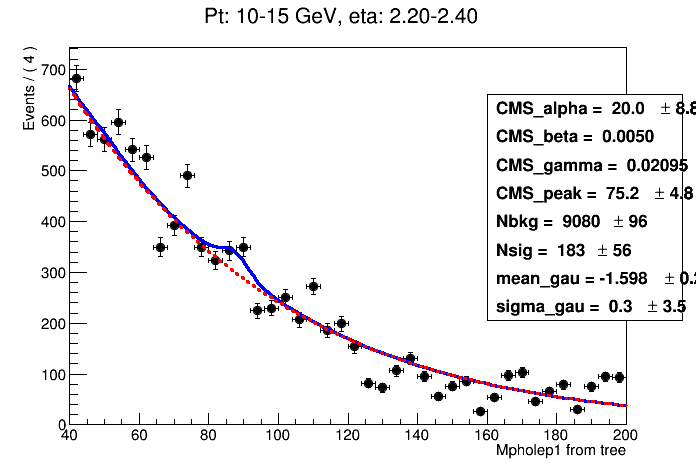 Pt: 10-15 GeV, eta: 2.20-2.40
Events / ( 4 )
700
600
500
400
300
200
100
0
40 60 80 100 120 140 160 180 200
Mpholep1 from tree
CMS_alpha = 20.0 ± 8.8
CMS_beta = 0.0050
CMS_gamma = 0.02095
CMS_peak = 75.2 ± 4.8
Nbkg = 9080 ± 96
Nsig = 183 ± 56
mean_gau = -1.598 ± 0.2
sigma_gau = 0.3 ± 3.5